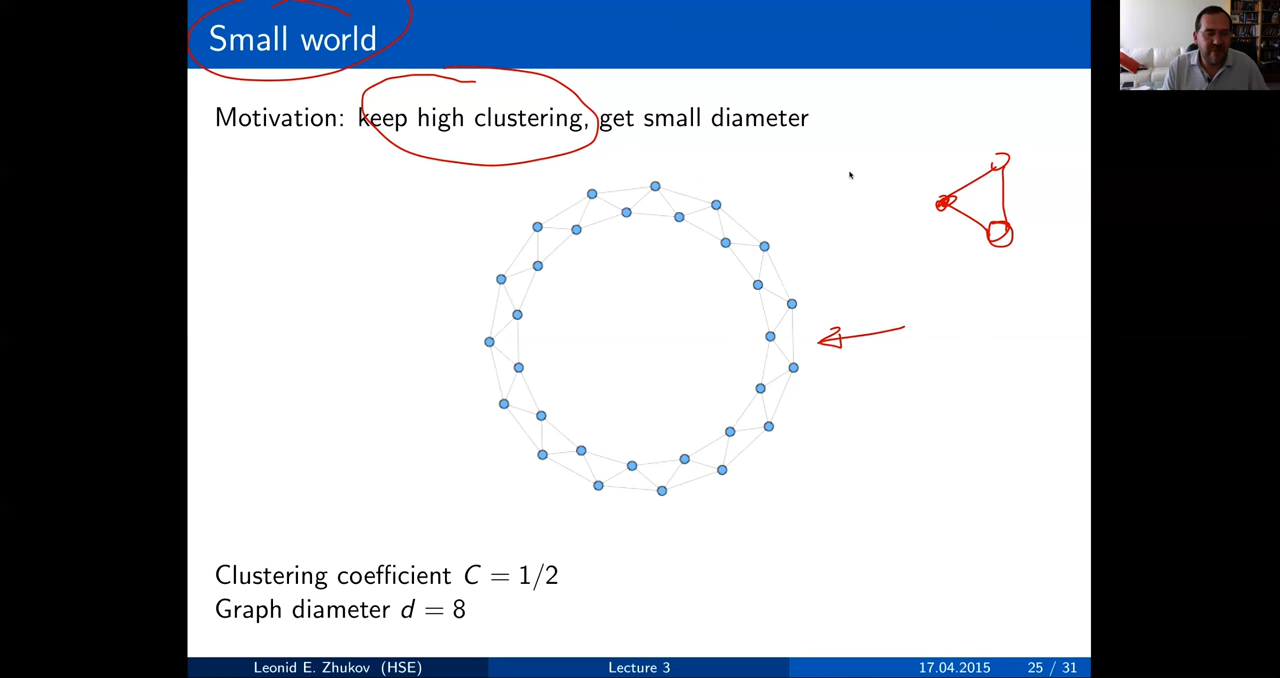 Small world
Motivation: keep high clustering, get small diameter
Clustering coefficient C = 1/2
Graph diameter d = 8
Leonid E. Zhukov (HSE) Lecture 3 17.04.2015 25 / 31